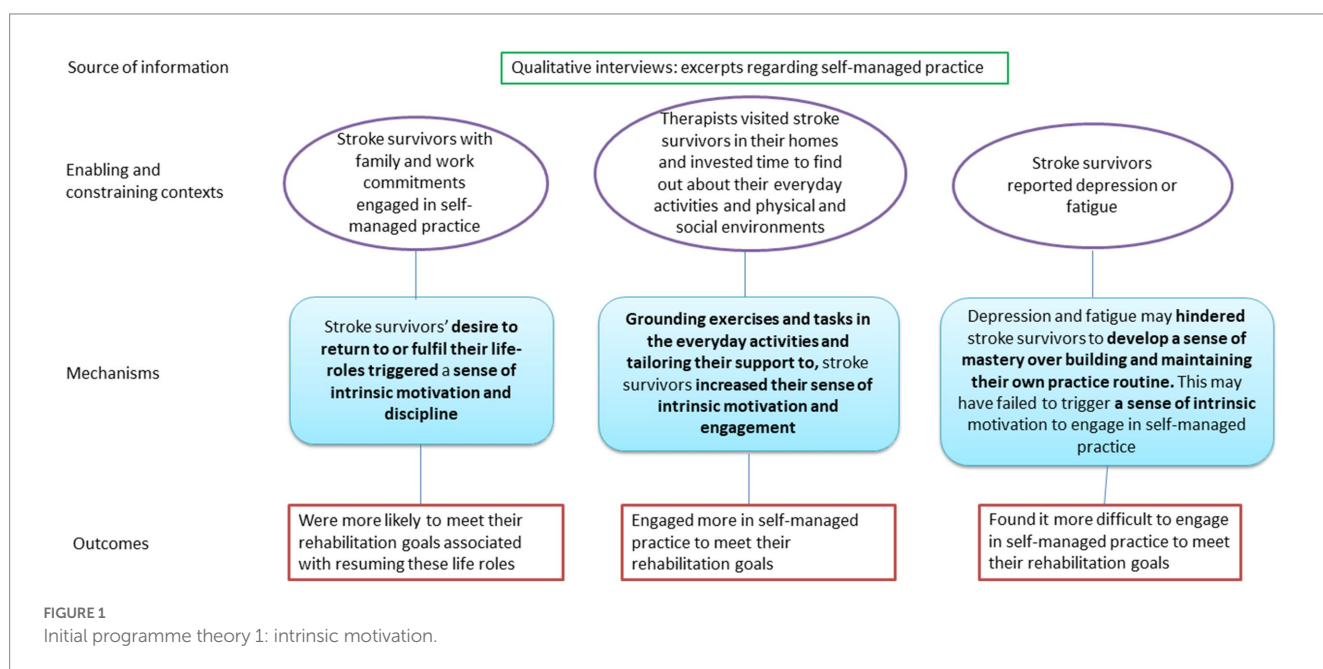 Source of information
Qualitative interviews: excerpts regarding self-managed practice
Enabling and
constraining contexts
Stroke survivors with
family and work
commitments
engaged in self-
managed practice
Therapists visited stroke
survivors in their homes
and invested time to find
out about their everyday
activities and physical and
social environments
Stroke survivors
reported depression or
fatigue
Mechanisms
Stroke survivors’ desire to
return to or fulfil their life-
roles triggered a sense of
intrinsic motivation and
discipline
Grounding exercises and tasks in
the everyday activities and
tailoring their support to, stroke
survivors increased their sense of
intrinsic motivation and
engagement
Depression and fatigue may hindered
stroke survivors to develop a sense of
mastery over building and maintaining
their own practice routine. This may
have failed to trigger a sense of intrinsic
motivation to engage in self-managed
practice
Outcomes
Were more likely to meet their
rehabilitation goals associated
with resuming these life roles
Engaged more in self-managed
practice to meet their
rehabilitation goals
Found it more difficult to engage
in self-managed practice to meet
their rehabilitation goals
FIGURE 1
Initial programme theory 1: intrinsic motivation.